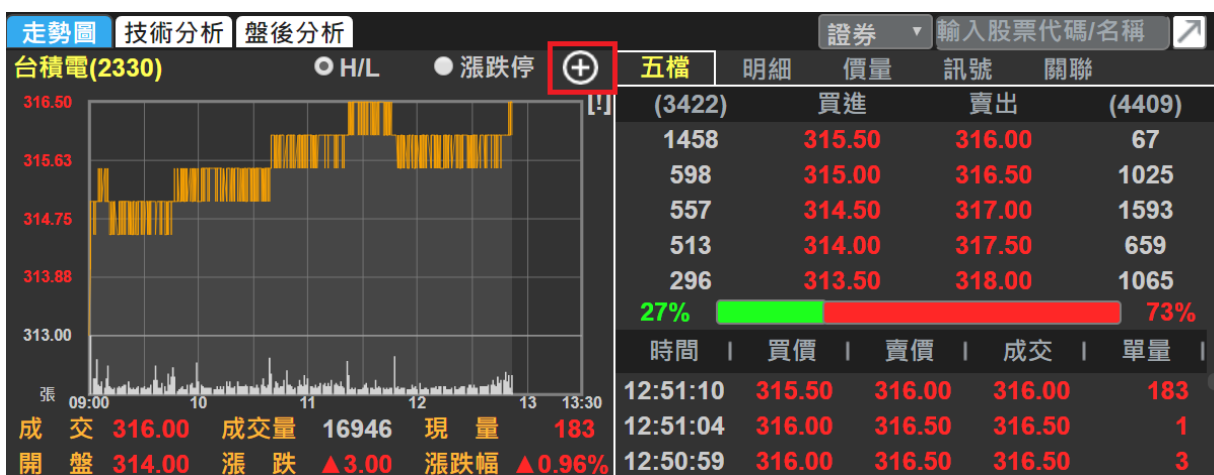 走勢圖 技術分析 盤後分析 證券 ▼ 輸入股票代碼/名稱
台積電(2330) H/L 漲跌停
316.50 [!]
315.63
314.75
313.88
313.00
張 09:00 10 11 12 13 13:30
成 交 316.00 成交量 16946 現 量 183
開 盤 314.00 漲 跌 ▲3.00 漲跌幅 ▲0.96%
五檔 明細 價量 訊號 關聯
(3422) 買進 賣出 (4409)
1458 315.50 316.00 67
598 315.00 316.50 1025
557 314.50 317.00 1593
513 314.00 317.50 659
296 313.50 318.00 1065
27% 73%
時間 | 買價 | 賣價 | 成交 | 單量 |
12:51:10 315.50 316.00 316.00 183
12:51:04 316.00 316.50 316.50 1
12:50:59 316.00 316.50 316.50 3